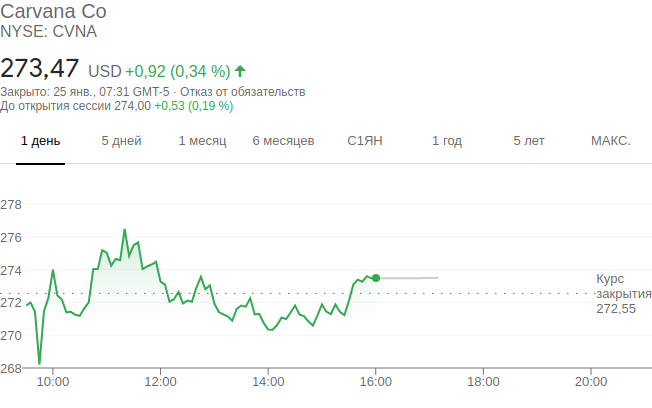 Carvana Co
NYSE: CVNA
273,47 USD +0,92 (0,34 %)
Закрыто: 25 янв., 07:31 GMT-5 · Отказ от обязательств
До открытия сессии 274,00 +0,53 (0,19 %)
1 день 5 дней 1 месяц 6 месяцев С1ЯН 1 год 5 лет МАКС.
278
276
274
272
270
268
Курс
закрытия
272,55
10:00 12:00 14:00 16:00 18:00 20:00